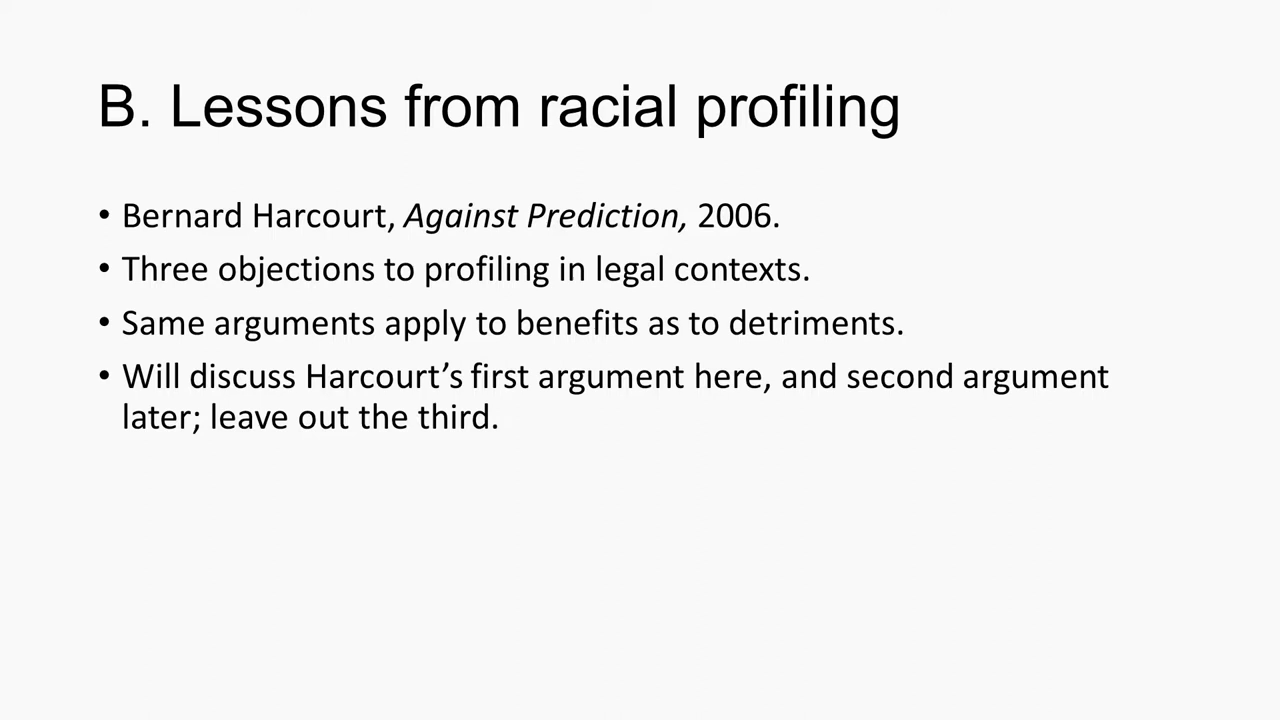 B. Lessons from racial profiling
• Bernard Harcourt, Against Prediction, 2006.
• Three objections to profiling in legal contexts.
• Same arguments apply to benefits as to detriments.
• Will discuss Harcourt’s first argument here, and second argument
later; leave out the third.